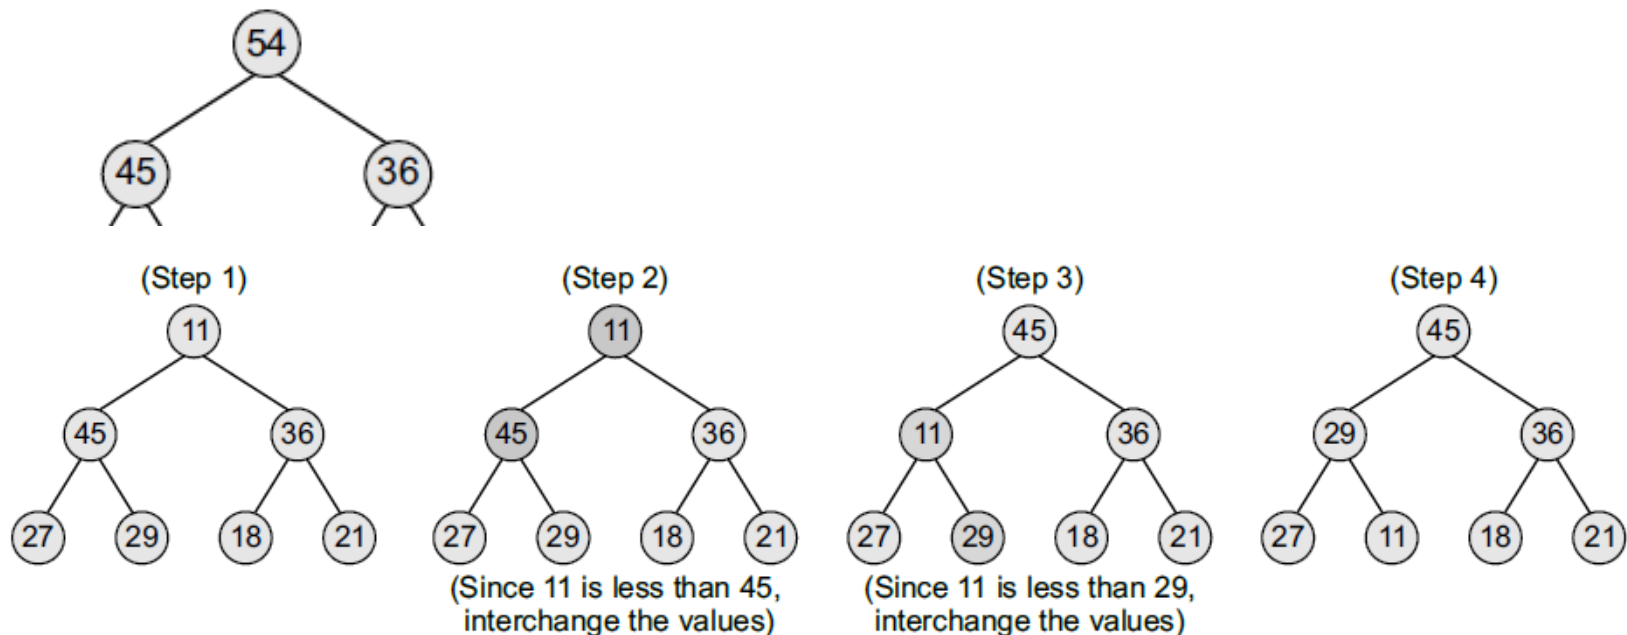 54
45 36
(Step 1) (Step 2) (Step 3) (Step 4)
11 11 45 45
45 36 45 36 11 36 29 36
27 29 18 21 27 29 18 21 27 29 18 21 27 11 18 21
(Since 11 is less than 45, (Since 11 is less than 29,
interchange the values) interchange the values)